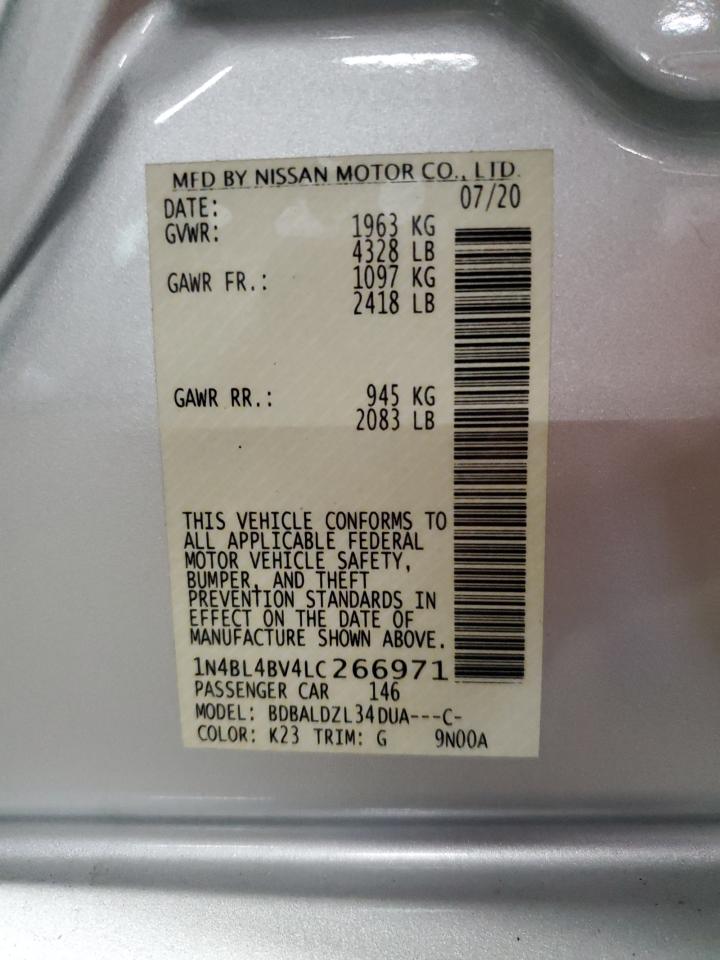 MFD BY NISSAN MOTOR CO., LTD.
DATE: 07/20
GVWR: 1963 KG
4328 LB
GAWR FR.: 1097 KG
2418 LB
GAWR RR.: 945 KG
2083 LB
THIS VEHICLE CONFORMS TO
ALL APPLICABLE FEDERAL
MOTOR VEHICLE SAFETY,
BUMPER, AND THEFT
PREVENTION STANDARDS IN
EFFECT ON THE DATE OF
MANUFACTURE SHOWN ABOVE.
1N4BL4BV4LC266971
PASSENGER CAR 146
MODEL: BDBALDZL34DUA---C-
COLOR: K23 TRIM: G 9N00A